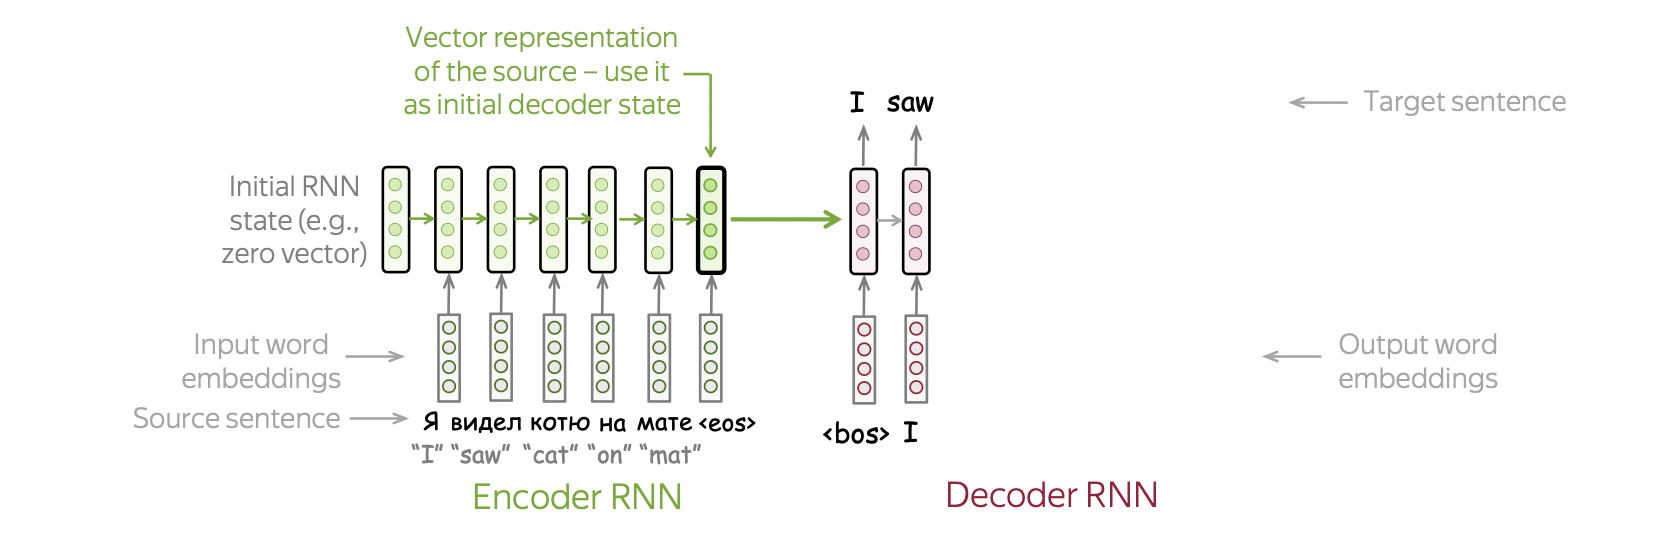 Vector representation
of the source – use it
as initial decoder state
I saw
Target sentence
Initial RNN
state (e.g.,
zero vector)
Input word
embeddings
Output word
embeddings
Source sentence
Я видел котю на мате <eos>
"I" "saw" "cat" "on" "mat"
<bos> I
Encoder RNN
Decoder RNN